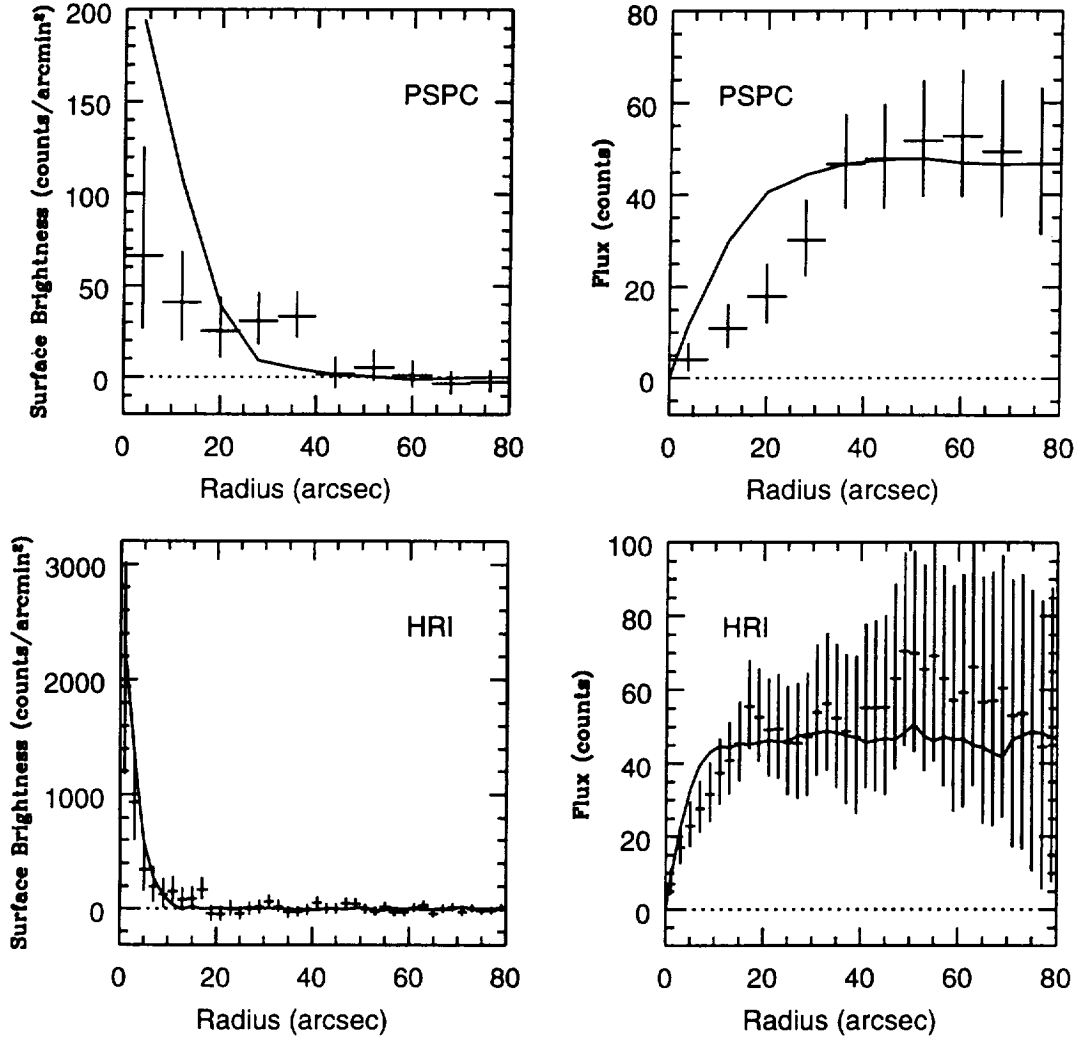 200
150
100
50
0
Surface Brightness (counts/arcmin²)
PSPC
0 20 40 60 80
Radius (arcsec)
80
60
40
20
0
Flux (counts)
PSPC
0 20 40 60 80
Radius (arcsec)
3000
2000
1000
0
Surface Brightness (counts/arcmin²)
HRI
0 20 40 60 80
Radius (arcsec)
100
80
60
40
20
0
Flux (counts)
HRI
0 20 40 60 80
Radius (arcsec)